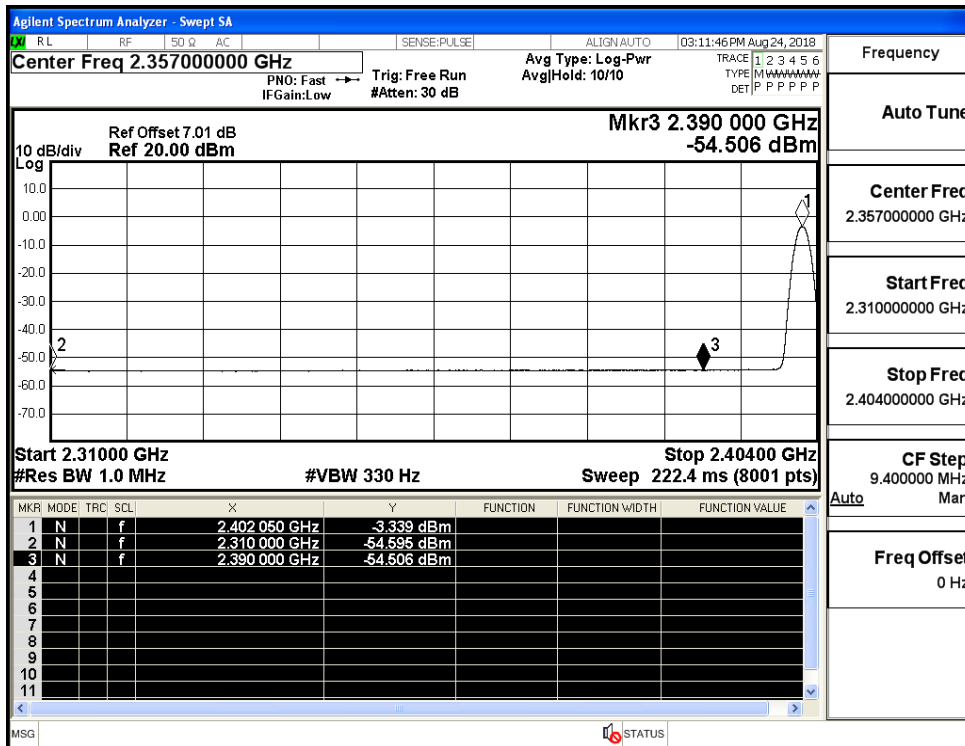 Agilent Spectrum Analyzer - Swept SA
LXI RL RF 50 Ω AC SENSE:PULSE ALIGNAUTO 03:11:46 PM Aug 24, 2018
Center Freq 2.357000000 GHz
PNO: Fast
IFGain:Low
Trig: Free Run
#Atten: 30 dB
Avg Type: Log-Pwr
Avg|Hold: 10/10
TRACE 1 2 3 4 5 6
TYPE M
DET P P P P P P
Ref Offset 7.01 dB
10 dB/div Ref 20.00 dBm
Log
Mkr3 2.390 000 GHz
-54.506 dBm
10.0
0.00
-10.0
-20.0
-30.0
-40.0
-50.0
-60.0
-70.0
1
2
3
Start 2.31000 GHz Stop 2.40400 GHz
#Res BW 1.0 MHz #VBW 330 Hz Sweep 222.4 ms (8001 pts)
MKR MODE TRC SCL X Y FUNCTION FUNCTION WIDTH FUNCTION VALUE
1 N f 2.402 050 GHz -3.339 dBm
2 N f 2.310 000 GHz -54.595 dBm
3 N f 2.390 000 GHz -54.506 dBm
4
5
6
7
8
9
10
11
MSG STATUS
Frequency
Auto Tune
Center Freq
2.357000000 GHz
Start Freq
2.310000000 GHz
Stop Freq
2.404000000 GHz
CF Step
9.400000 MHz
Auto Man
Freq Offset
0 Hz